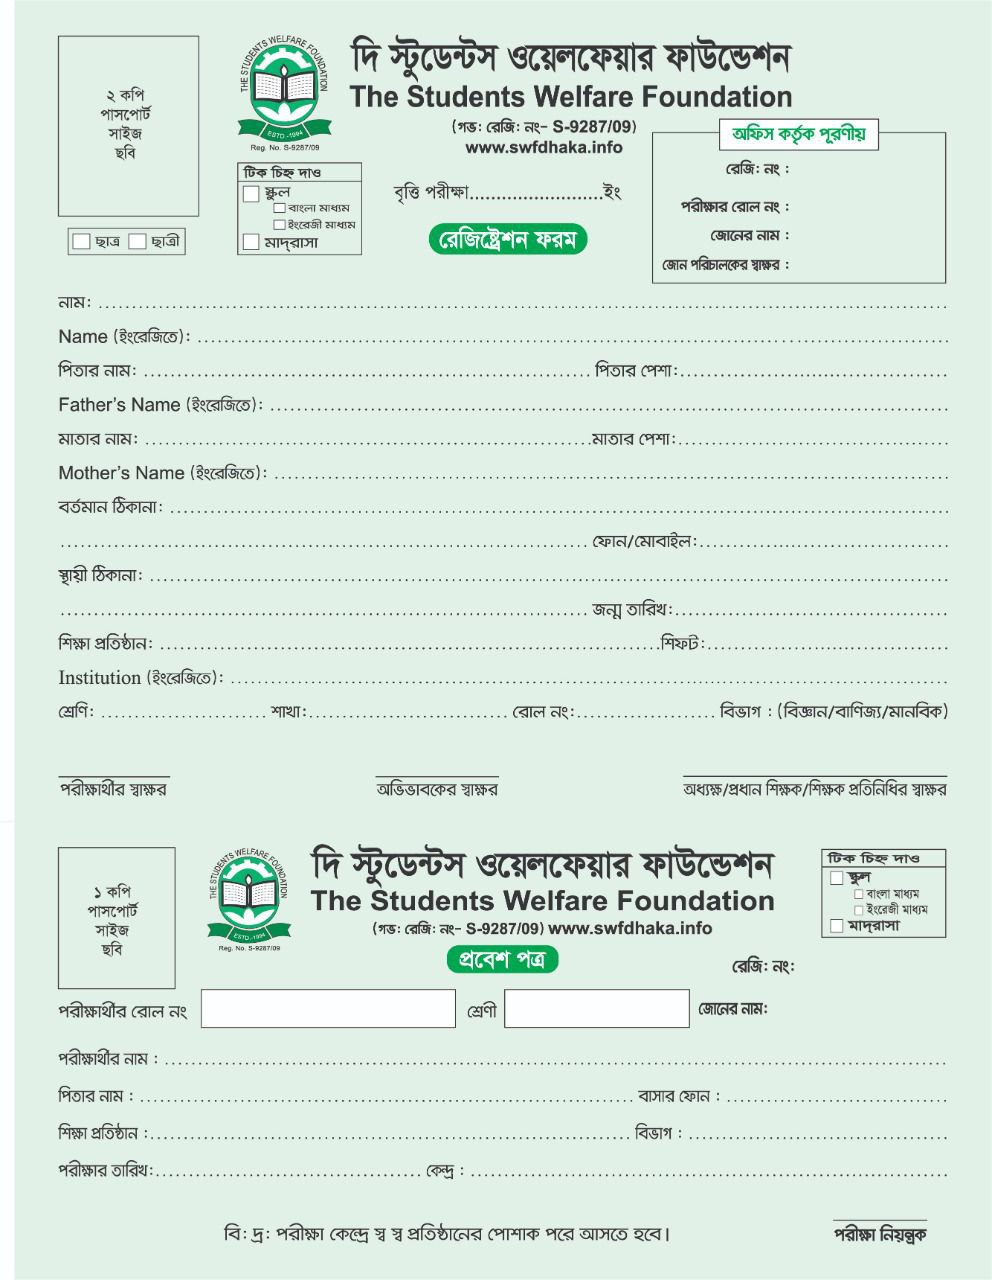 ২ কপি
পাসপোর্ট
সাইজ
ছবি
ছাত্র ছাত্রী
THE STUDENTS WELFARE FOUNDATION
ESTD.-1994
Reg. No. S-9287/09
দি স্টুডেন্টস ওয়েলফেয়ার ফাউন্ডেশন
The Students Welfare Foundation
(গভ: রেজি: নং– S-9287/09)
www.swfdhaka.info
টিক চিহ্ন দাও
স্কুল
বাংলা মাধ্যম
ইংরেজী মাধ্যম
মাদ্‌রাসা
বৃত্তি পরীক্ষা.........................ইং
রেজিষ্ট্রেশন ফরম
অফিস কর্তৃক পূরণীয়
রেজি: নং :
পরীক্ষার রোল নং :
জোনের নাম :
জোন পরিচালকের স্বাক্ষর :
নাম: ................................................................
Name (ইংরেজিতে): ................................................................
পিতার নাম: ................................ পিতার পেশা:................................
Father's Name (ইংরেজিতে): ................................................................
মাতার নাম: ................................মাতার পেশা:................................
Mother's Name (ইংরেজিতে): ................................................................
বর্তমান ঠিকানা: ................................................................
................................ ফোন/মোবাইল:................................
স্থায়ী ঠিকানা: ................................................................
................................ জন্ম তারিখ:................................
শিক্ষা প্রতিষ্ঠান: ................................শিফট:................................
Institution (ইংরেজিতে): ................................................................
শ্রেণি: ......................... শাখা:.............................. রোল নং:..................... বিভাগ : (বিজ্ঞান/বাণিজ্য/মানবিক)
পরীক্ষার্থীর স্বাক্ষর অভিভাবকের স্বাক্ষর অধ্যক্ষ/প্রধান শিক্ষক/শিক্ষক প্রতিনিধির স্বাক্ষর
১ কপি
পাসপোর্ট
সাইজ
ছবি
THE STUDENTS WELFARE FOUNDATION
ESTD.-1994
Reg. No. S-9287/09
দি স্টুডেন্টস ওয়েলফেয়ার ফাউন্ডেশন
The Students Welfare Foundation
(গভ: রেজি: নং– S-9287/09) www.swfdhaka.info
প্রবেশ পত্র
টিক চিহ্ন দাও
স্কুল
বাংলা মাধ্যম
ইংরেজী মাধ্যম
মাদ্‌রাসা
রেজি: নং:
পরীক্ষার্থীর রোল নং শ্রেণী জোনের নাম:
পরীক্ষার্থীর নাম : ................................................................
পিতার নাম : ................................ বাসার ফোন : ................................
শিক্ষা প্রতিষ্ঠান :................................ বিভাগ : ................................
পরীক্ষার তারিখ:................................ কেন্দ্র : ................................
বি: দ্র: পরীক্ষা কেন্দ্রে স্ব স্ব প্রতিষ্ঠানের পোশাক পরে আসতে হবে।
পরীক্ষা নিয়ন্ত্রক